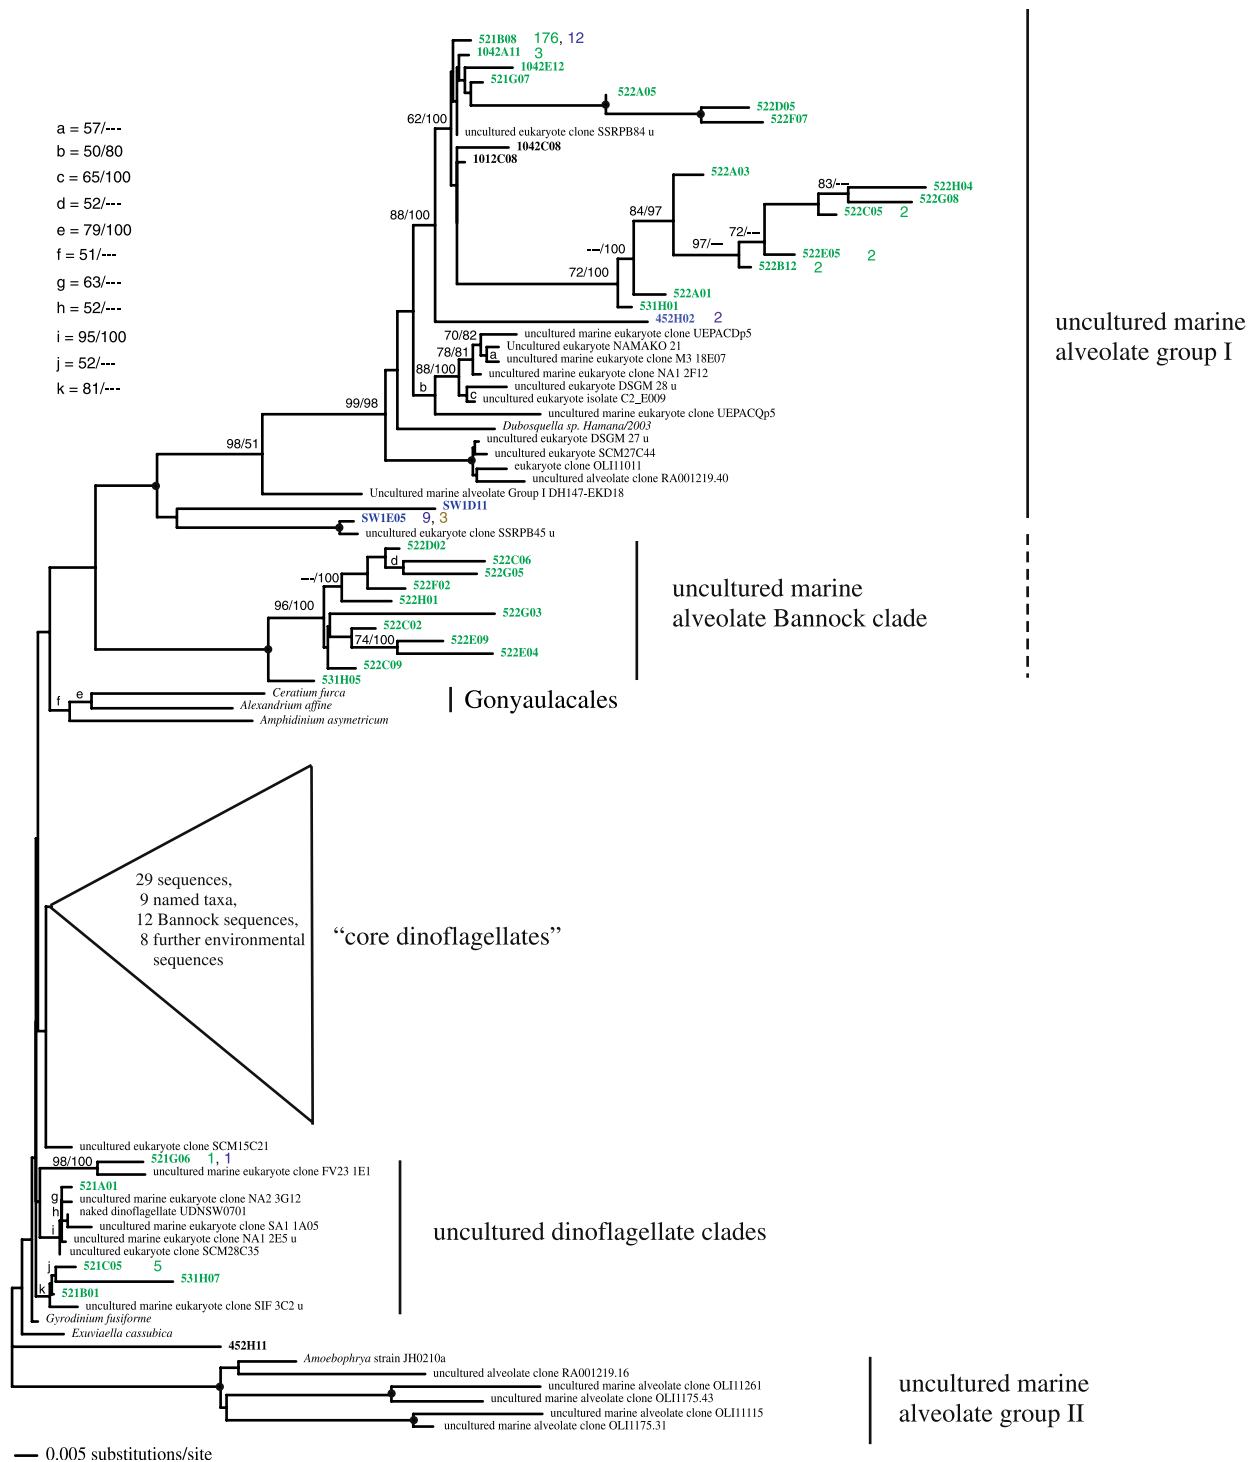 521B08 176, 12
1042A11 3
1042E12
521G07
522A05
522D05
522F07
62/100
uncultured eukaryote clone SSRPB84 u
a = 57/---
b = 50/80
c = 65/100
d = 52/---
e = 79/100
f = 51/---
g = 63/---
h = 52/---
i = 95/100
j = 52/---
k = 81/---
1042C08
1012C08
522A03
83/---
522H04
522G08
522C05 2
84/97
88/100
72/---
97/---
---/100
522E05 2
522B12 2
72/100
522A01
531H01
452H02 2
uncultured marine
alveolate group I
70/82
uncultured marine eukaryote clone UEPACDp5
Uncultured eukaryote NAMAKO 21
78/81
a
uncultured marine eukaryote clone M3 18E07
88/100
uncultured marine eukaryote clone NA1 2F12
b
uncultured eukaryote DSGM 28 u
c
uncultured eukaryote isolate C2_E009
99/98
uncultured marine eukaryote clone UEPACQp5
Dubosquella sp. Hamana/2003
98/51
uncultured eukaryote DSGM 27 u
uncultured eukaryote SCM27C44
eukaryote clone OLI11011
uncultured alveolate clone RA001219.40
Uncultured marine alveolate Group I DH147-EKD18
SW1D11
SW1E05 9, 3
uncultured eukaryote clone SSRPB45 u
522D02
d
522C06
522G05
---/100
522F02
522H01
96/100
522G03
522C02
74/100
522E09
522E04
522C09
531H05
uncultured marine
alveolate Bannock clade
e
Ceratium furca
f
Alexandrium affine
Amphidinium asymetricum
Gonyaulacales
29 sequences,
9 named taxa,
12 Bannock sequences,
8 further environmental
sequences
“core dinoflagellates”
uncultured eukaryote clone SCM15C21
98/100
521G06 1, 1
uncultured marine eukaryote clone FV23 1E1
521A01
g
uncultured marine eukaryote clone NA2 3G12
h
naked dinoflagellate UDNSW0701
uncultured marine eukaryote clone SA1 1A05
i
uncultured marine eukaryote clone NA1 2E5 u
uncultured eukaryote clone SCM28C35
uncultured dinoflagellate clades
j
521C05 5
531H07
k
521B01
uncultured marine eukaryote clone SIF 3C2 u
Gyrodinium fusiforme
Exuviaella cassubica
452H11
Amoebophrya strain JH0210a
uncultured alveolate clone RA001219.16
uncultured marine alveolate clone OLI11261
uncultured marine alveolate clone OLI1175.43
uncultured marine alveolate clone OLI11115
uncultured marine alveolate clone OLI1175.31
uncultured marine
alveolate group II
0.005 substitutions/site